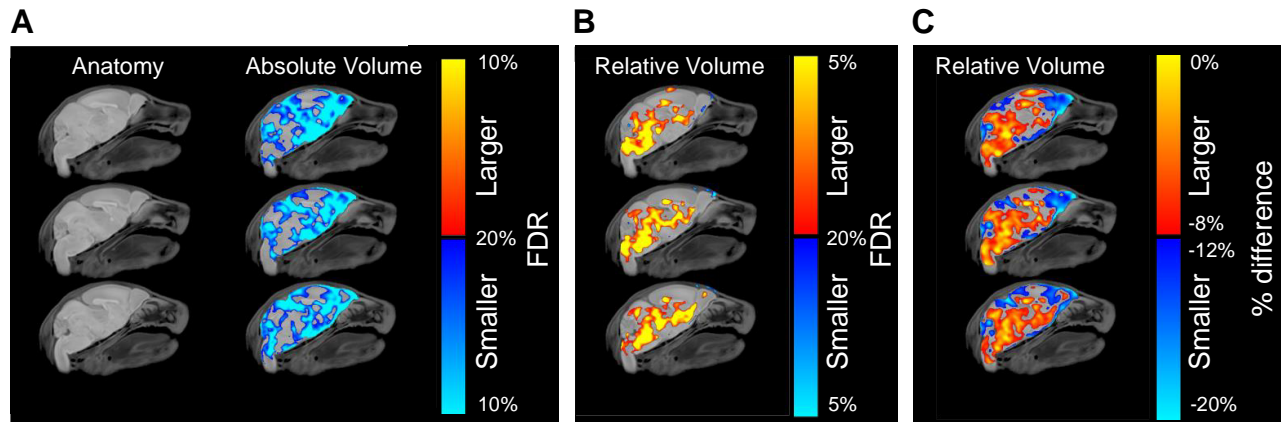 A
Anatomy
Absolute Volume
10%
Larger
20%
Smaller
10%
FDR
B
Relative Volume
5%
Larger
20%
Smaller
5%
FDR
C
Relative Volume
0%
Larger
-8%
-12%
Smaller
-20%
% difference